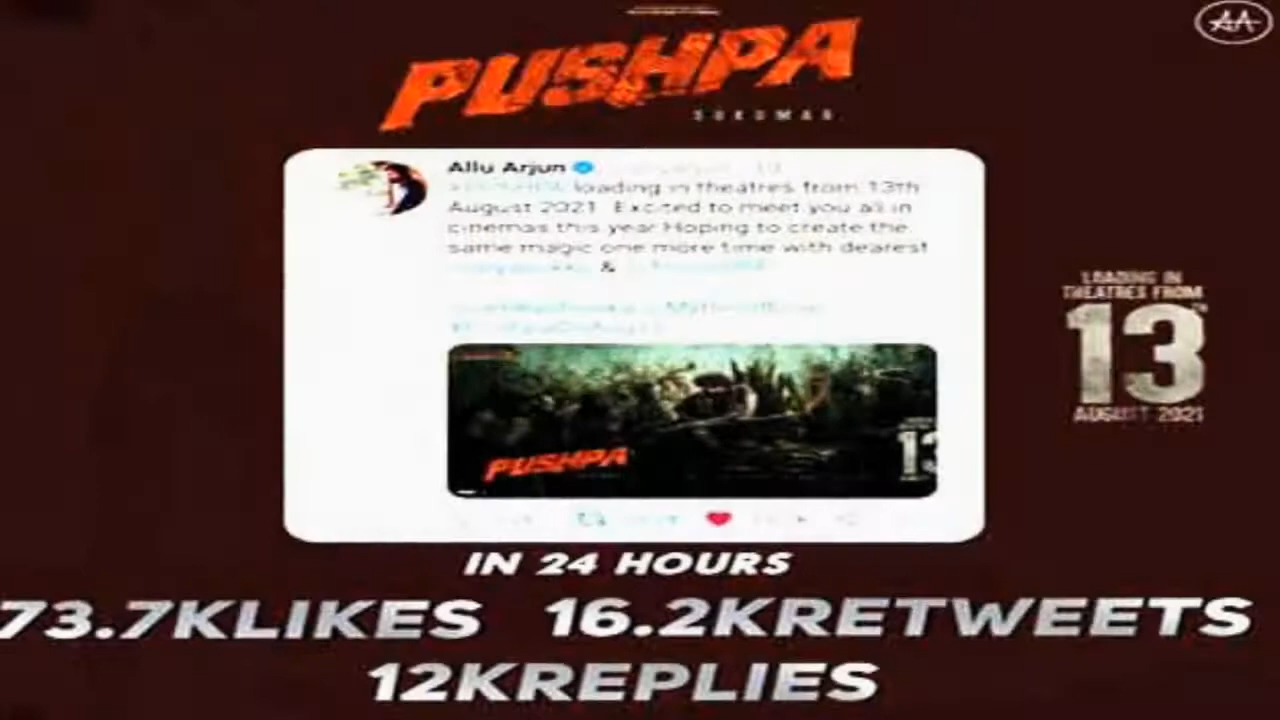 AA
PUSHPA
SUKUMAR
Allu Arjun
loading in theatres from 13th
August 2021. Excited to meet you all in
cinemas this year Hoping to create the
same magic one more time with dearest
&
PUSHPA
13
LOADING IN
THEATRES FROM
13TH
AUGUST 2021
IN 24 HOURS
73.7KLIKES 16.2KRETWEETS
12KREPLIES